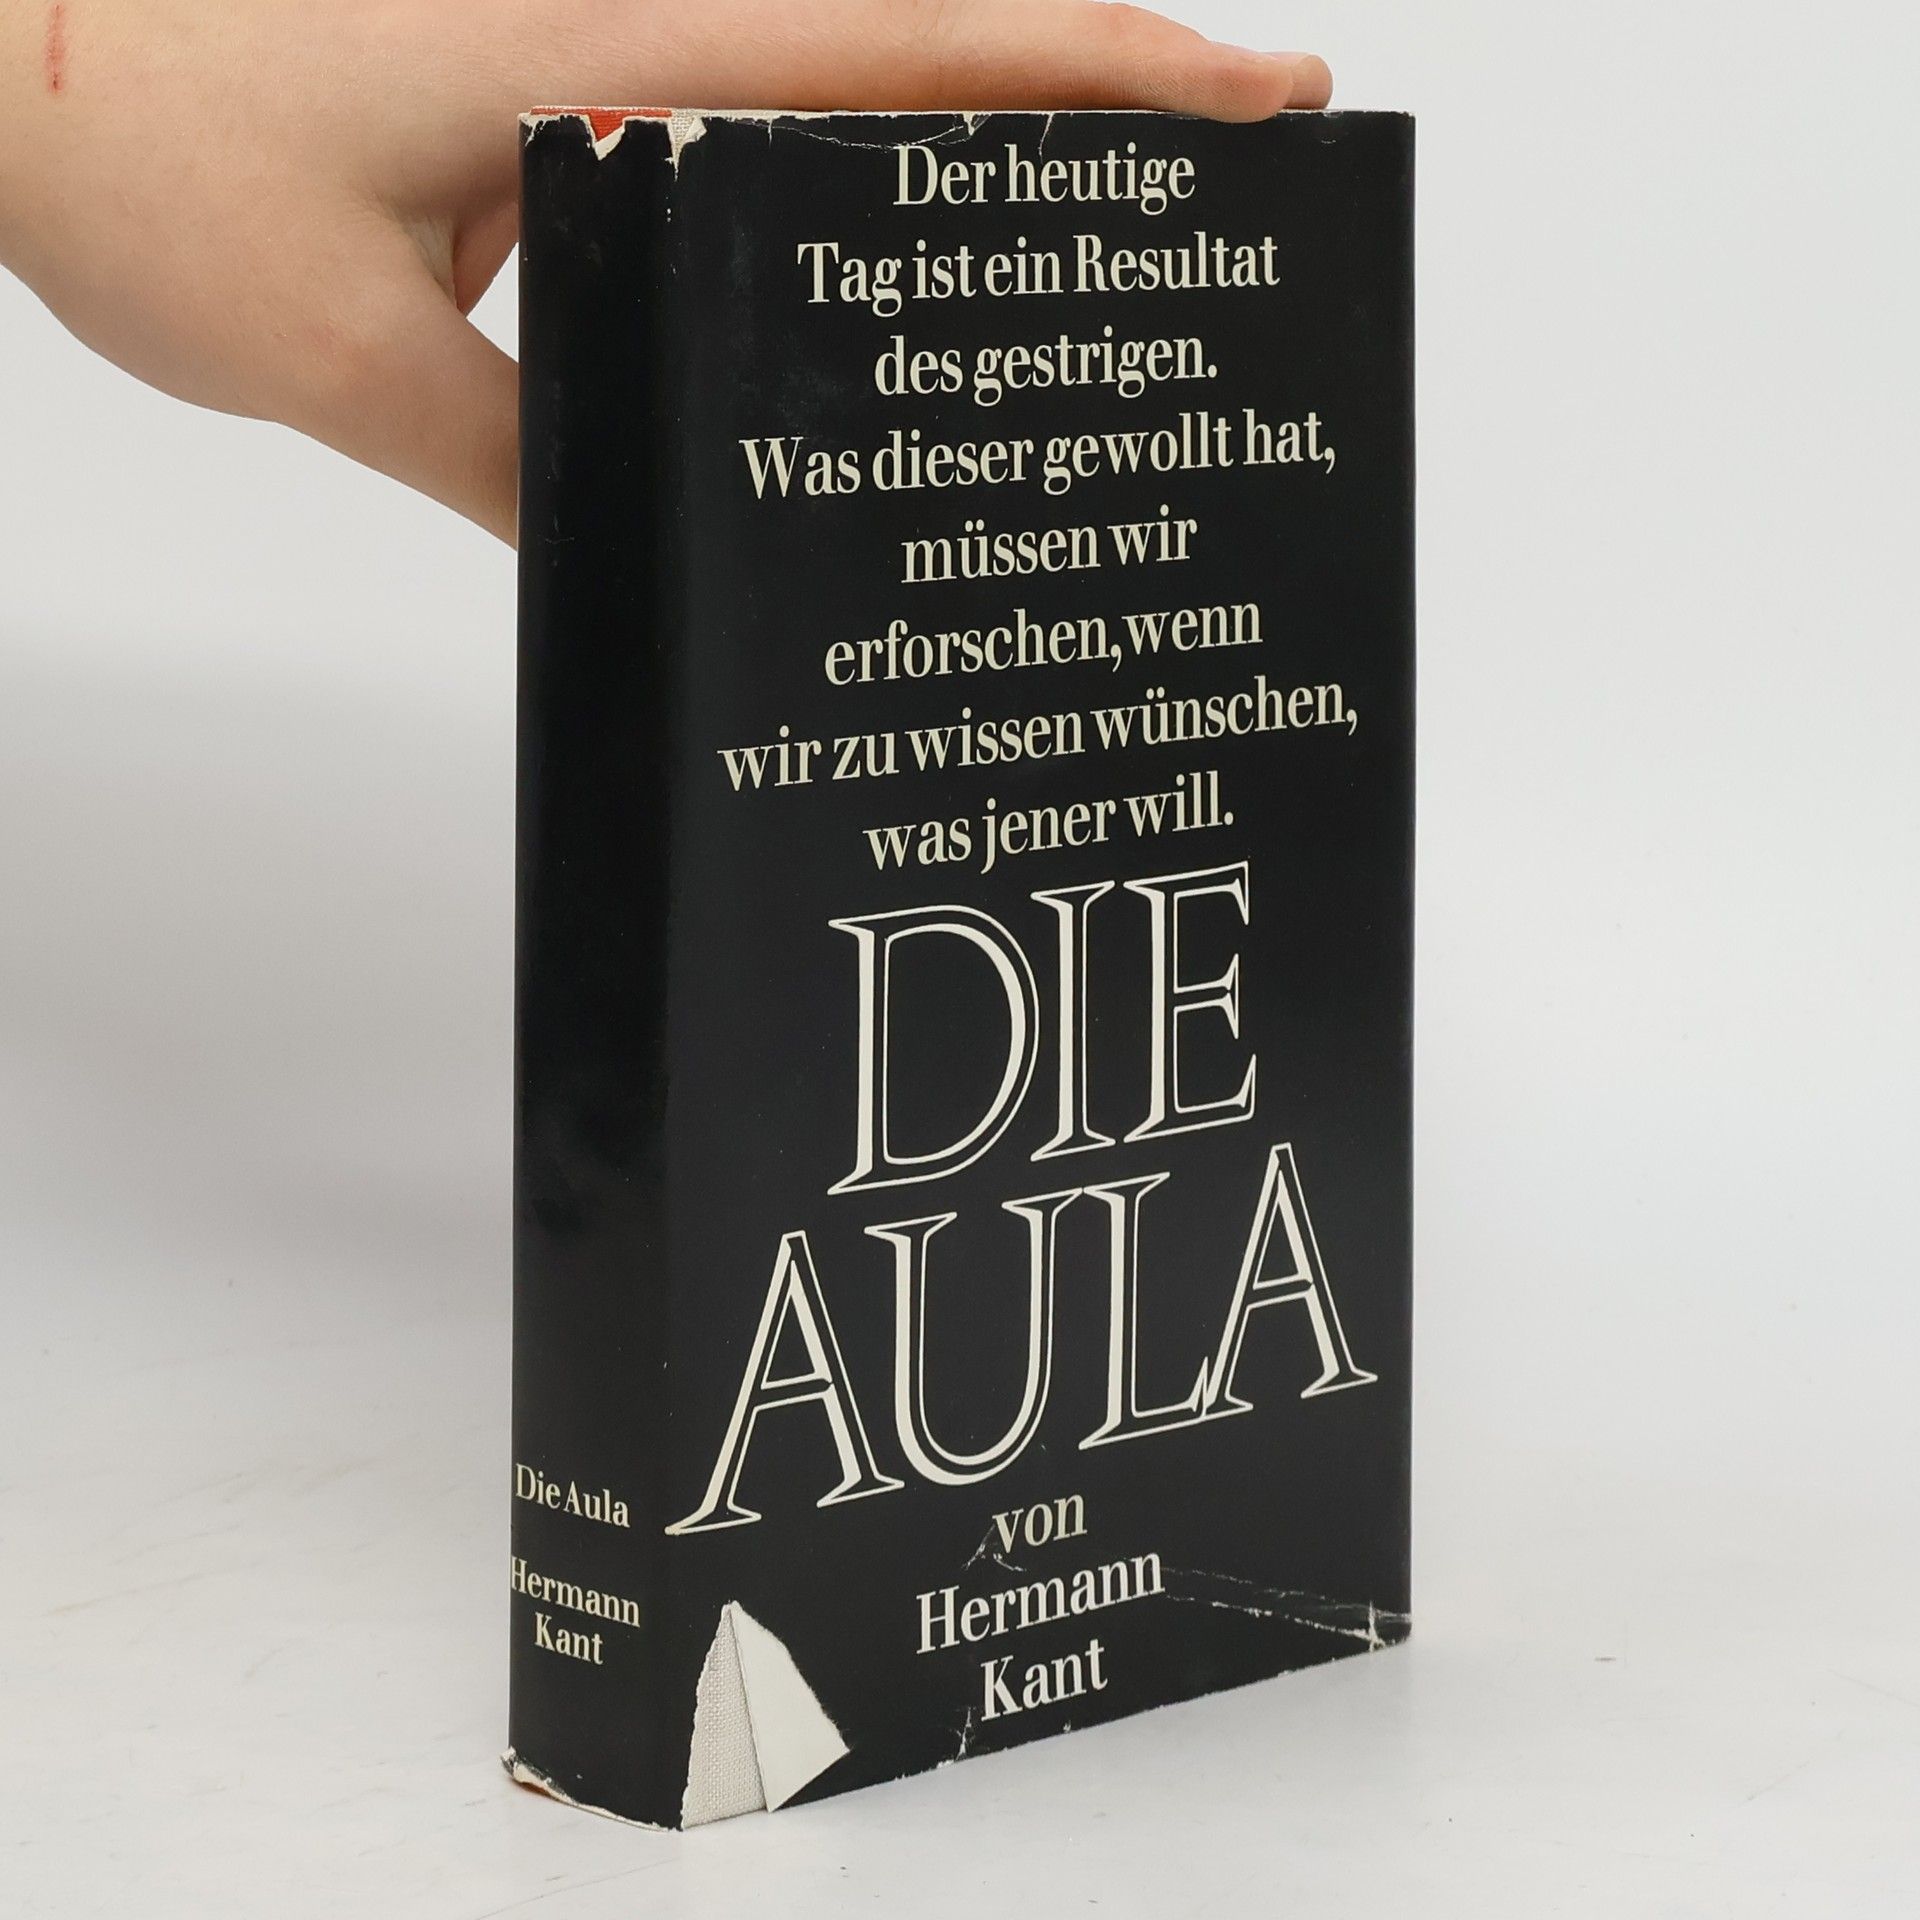 Der heutige
Tag ist ein Resultat
des gestrigen.
Was dieser gewollt hat,
müssen wir
erforschen, wenn
wir zu wissen wünschen,
was jener will.
DIE
AULA
von
Hermann
Kant
Die Aula
Hermann
Kant